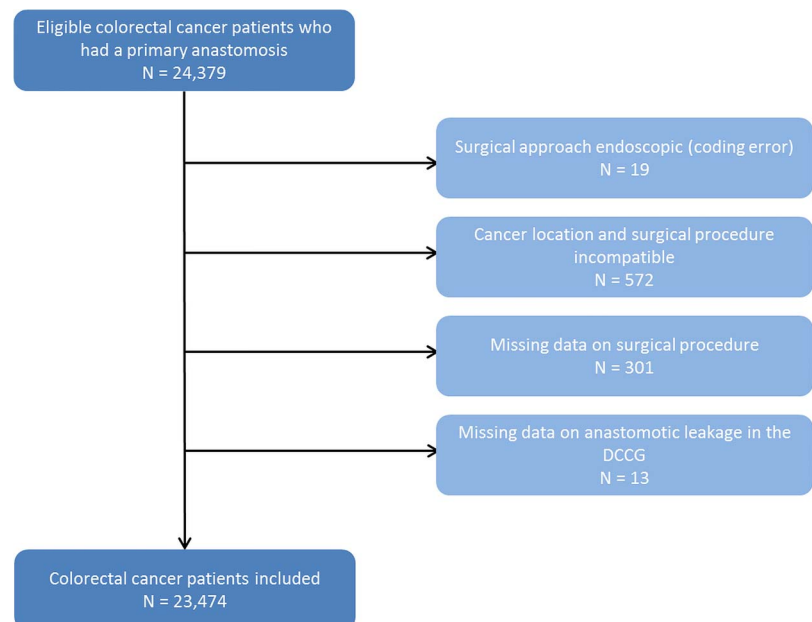 Eligible colorectal cancer patients who
had a primary anastomosis
N = 24,379
Surgical approach endoscopic (coding error)
N = 19
Cancer location and surgical procedure
incompatible
N = 572
Missing data on surgical procedure
N = 301
Missing data on anastomotic leakage in the
DCCG
N = 13
Colorectal cancer patients included
N = 23,474